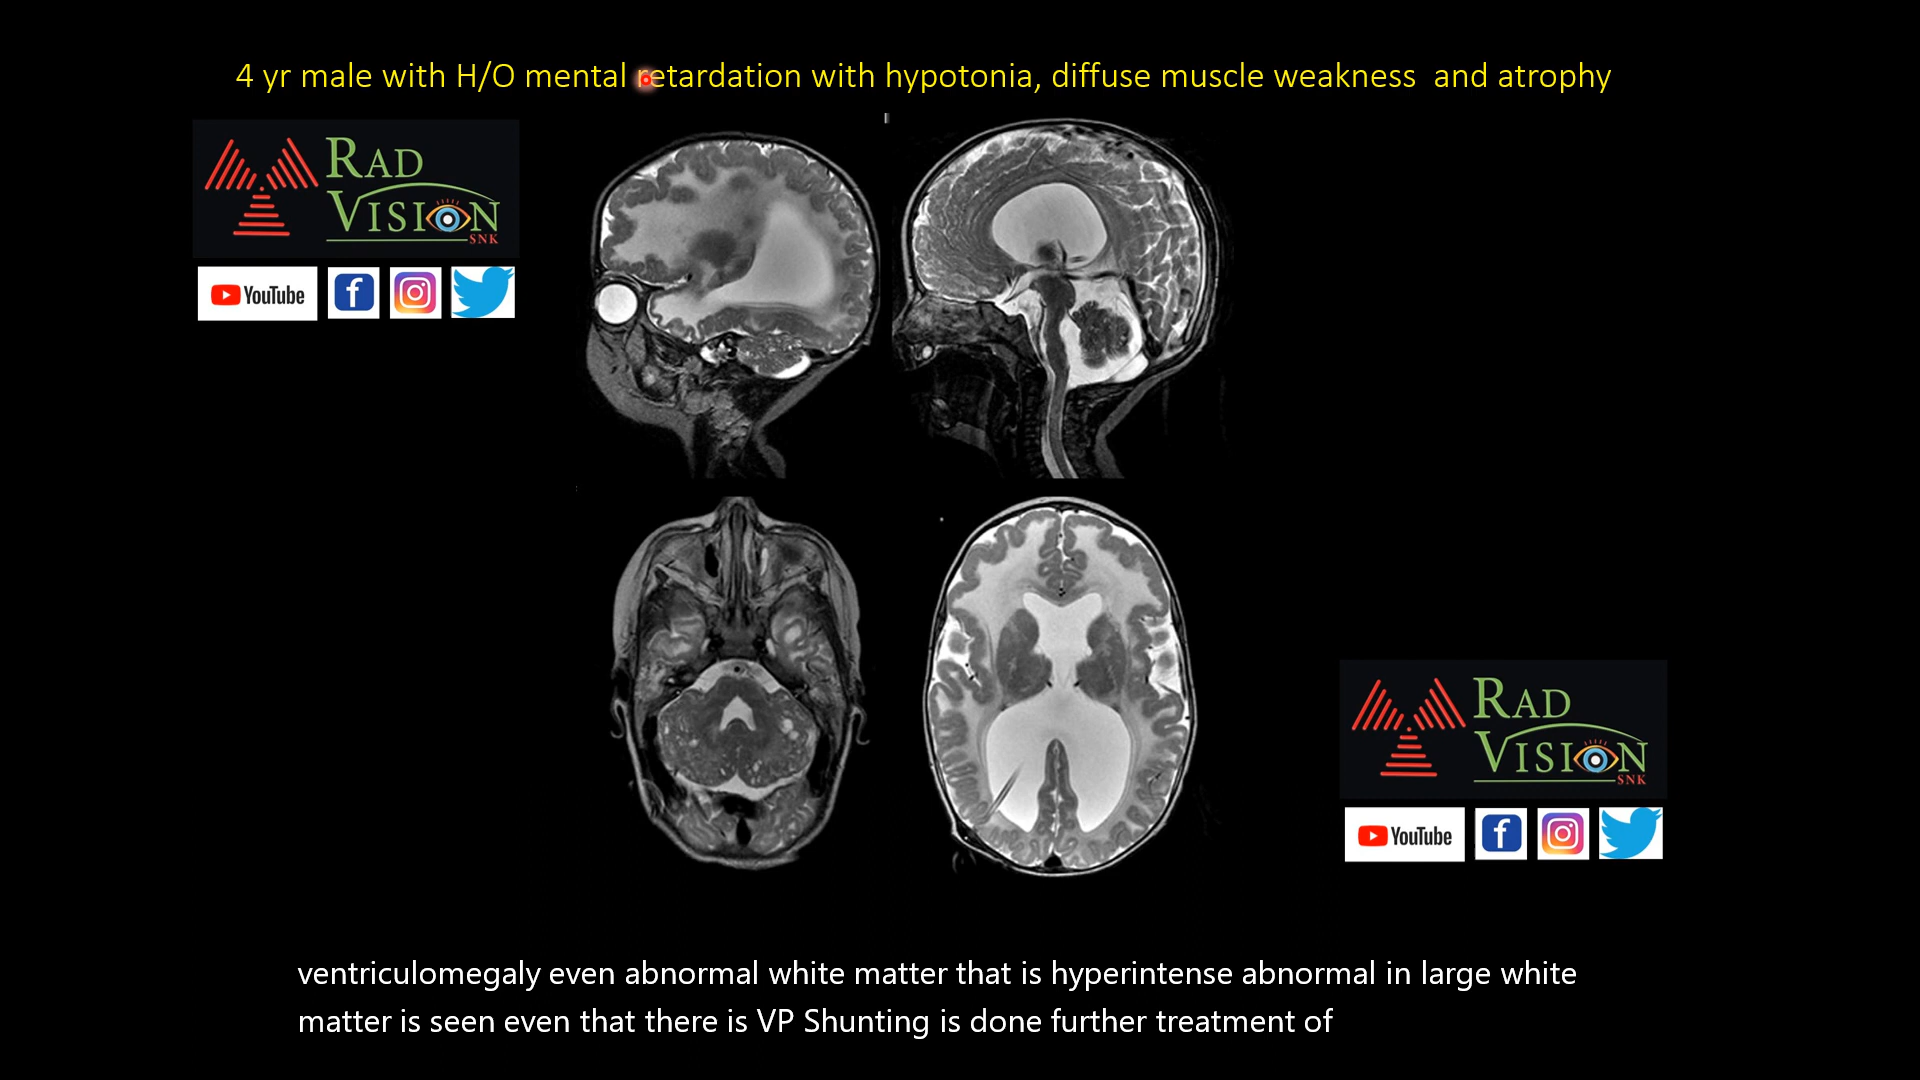 4 yr male with H/O mental retardation with hypotonia, diffuse muscle weakness and atrophy
RAD
VISION
SNK
YouTube
RAD
VISION
SNK
YouTube
ventriculomegaly even abnormal white matter that is hyperintense abnormal in large white
matter is seen even that there is VP Shunting is done further treatment of